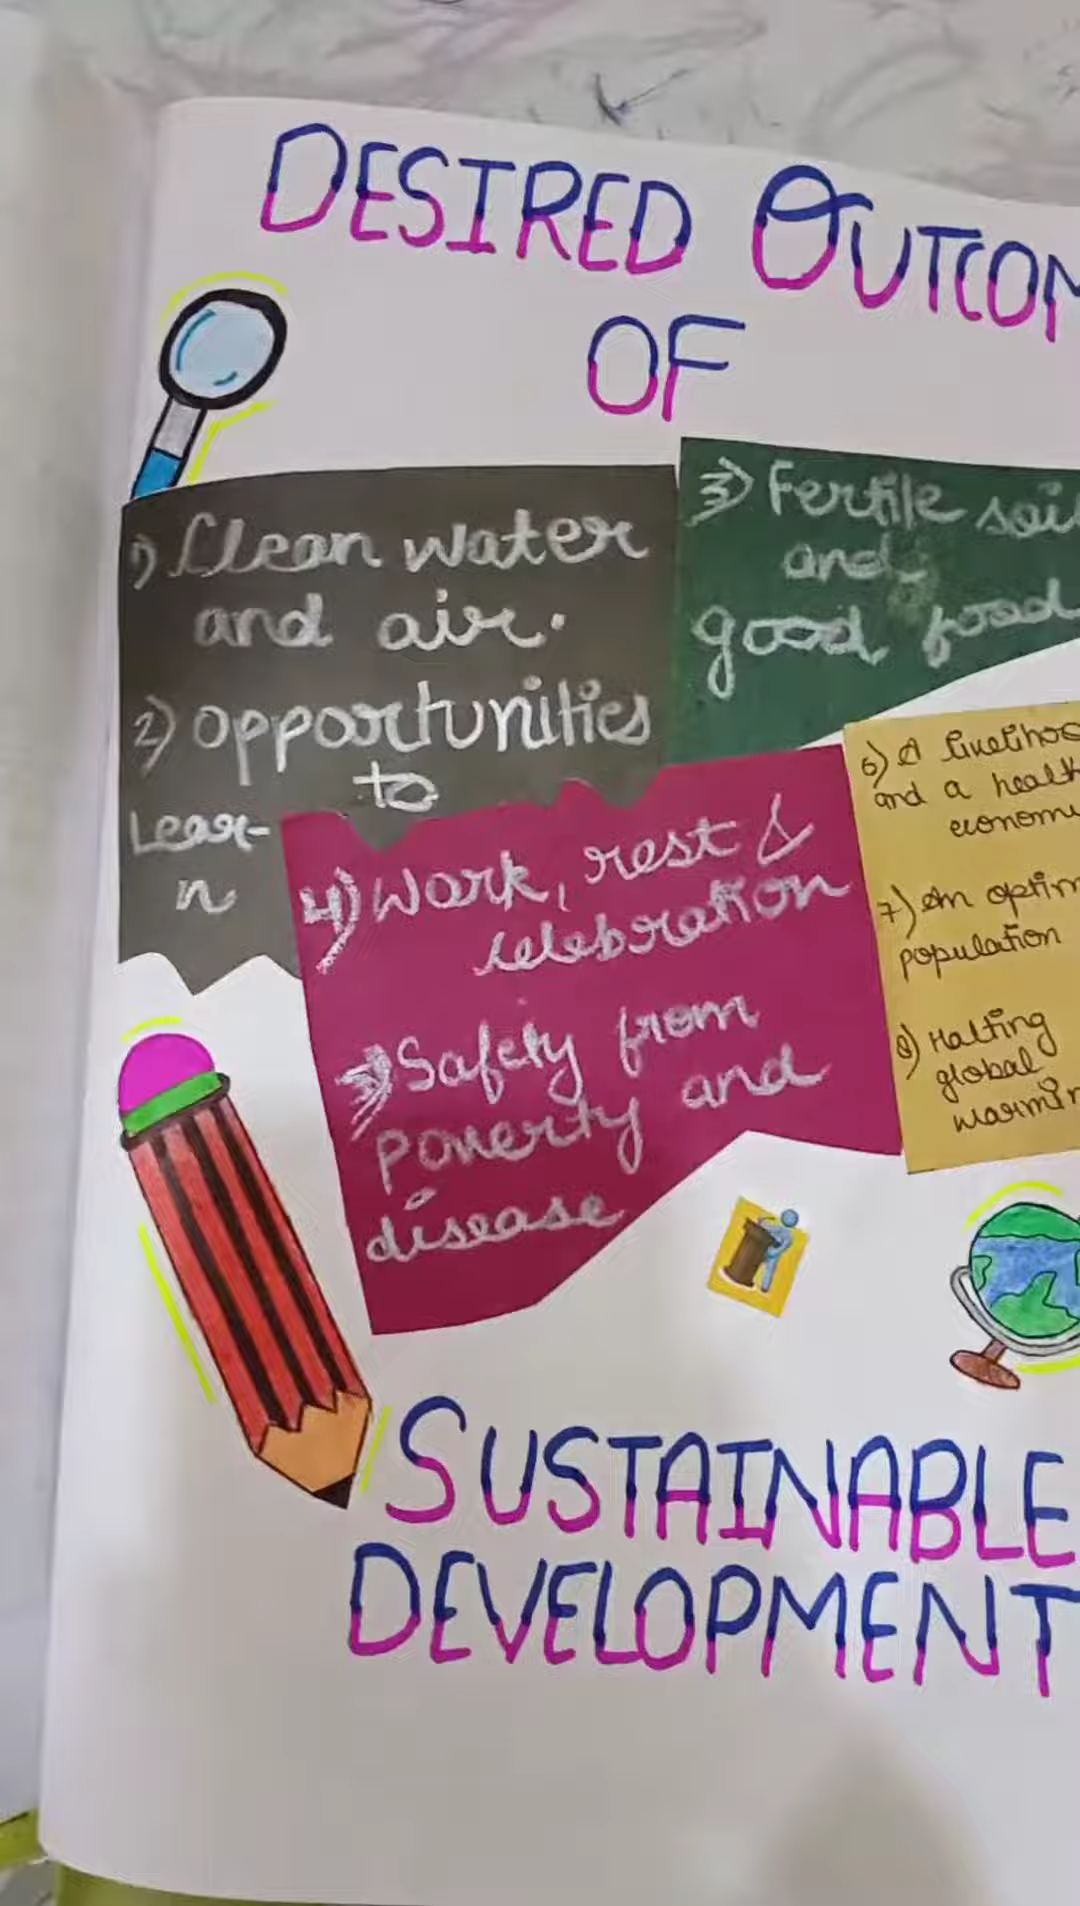 DESIRED OUTCOM
OF
1) Clean water
and air.
2) opportunities
to
Lear-
n
3) Fertile soil
and
good food
4) Work, rest &
celebration
5) Safety from
poverty and
disease
6) A livelihoo
and a health
economy
7) An optim
population
8) Halting
global
warmin
SUSTAINABLE
DEVELOPMENT